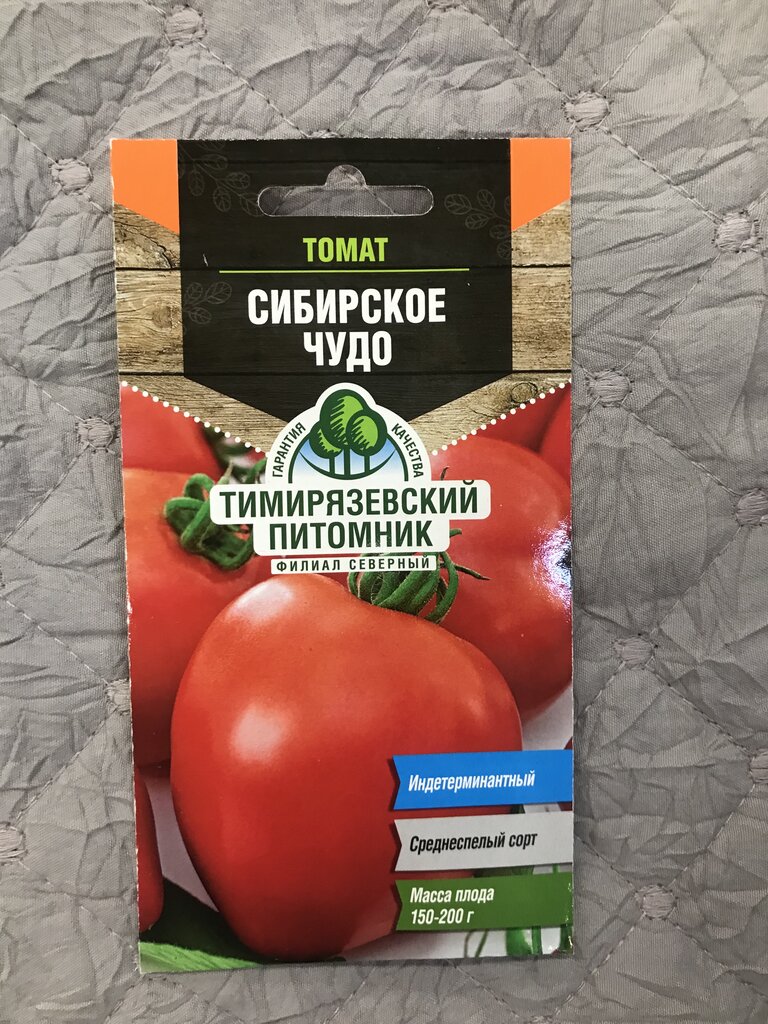 ТОМАТ
СИБИРСКОЕ
ЧУДО
ГАРАНТИЯ КАЧЕСТВА
ТИМИРЯЗЕВСКИЙ
ПИТОМНИК
ФИЛИАЛ СЕВЕРНЫЙ
Индетерминантный
Среднеспелый сорт
Масса плода
150-200 г